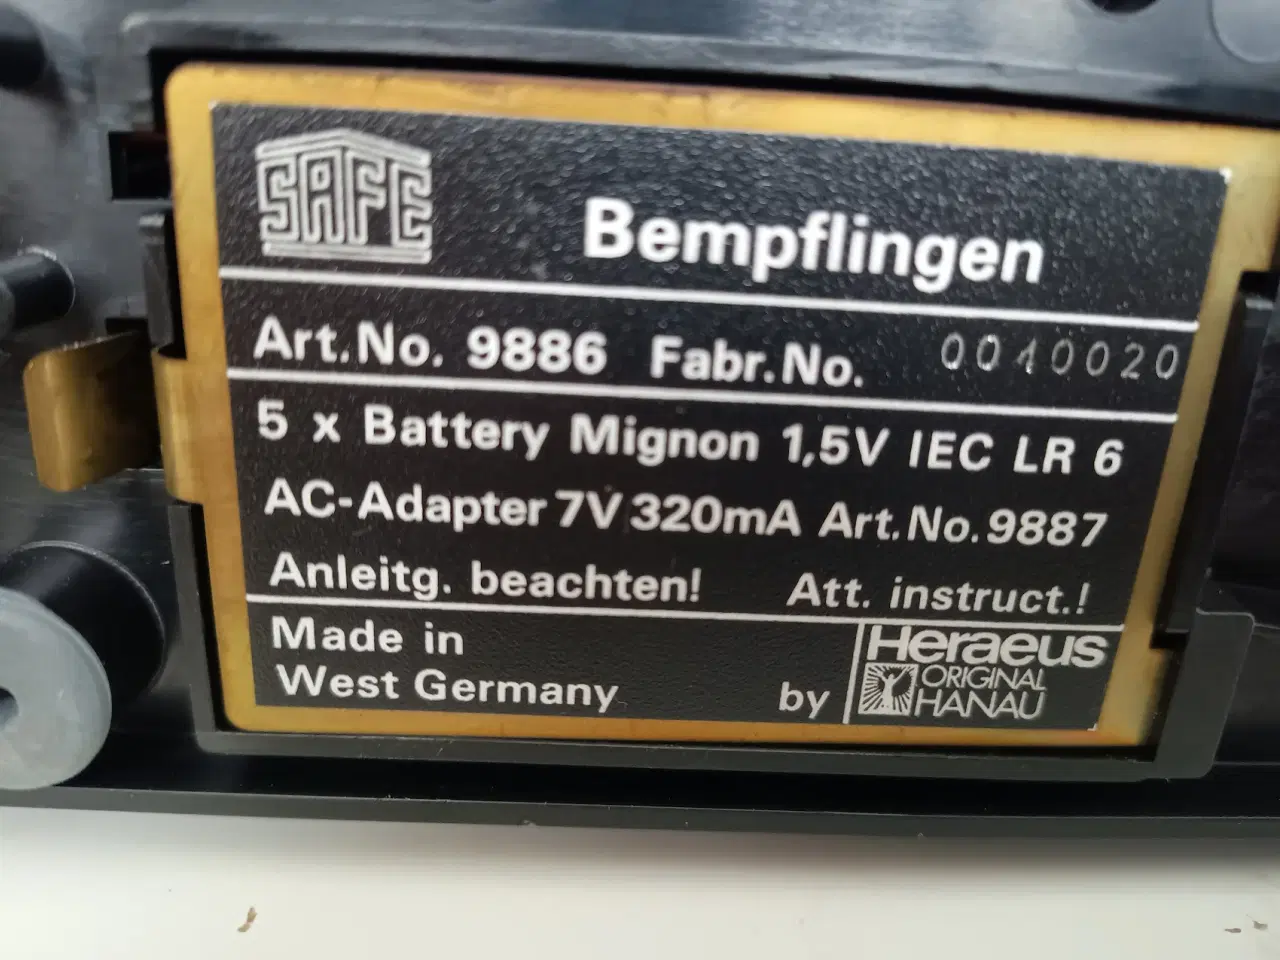 SAFE
Bempflingen
Art.No. 9886 Fabr.No. 0040020
5 x Battery Mignon 1,5V IEC LR 6
AC-Adapter 7V 320mA Art.No.9887
Anleitg. beachten! Att. instruct.!
Made in
West Germany
by Heraeus
ORIGINAL
HANAU